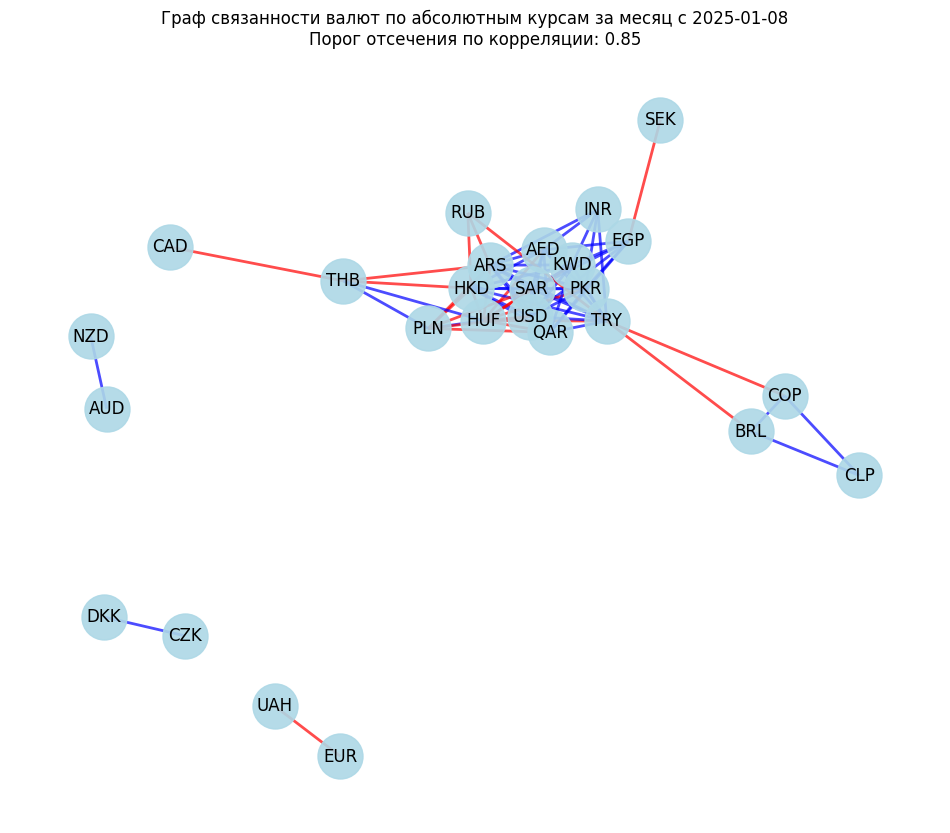 Граф связанности валют по абсолютным курсам за месяц с 2025-01-08
Порог отсечения по корреляции: 0.85
SEK
RUB
INR
EGP
CAD
AED
ARS
KWD
THB
HKD
SAR
PKR
PLN
HUF
USD
TRY
QAR
NZD
AUD
COP
BRL
CLP
DKK
CZK
UAH
EUR